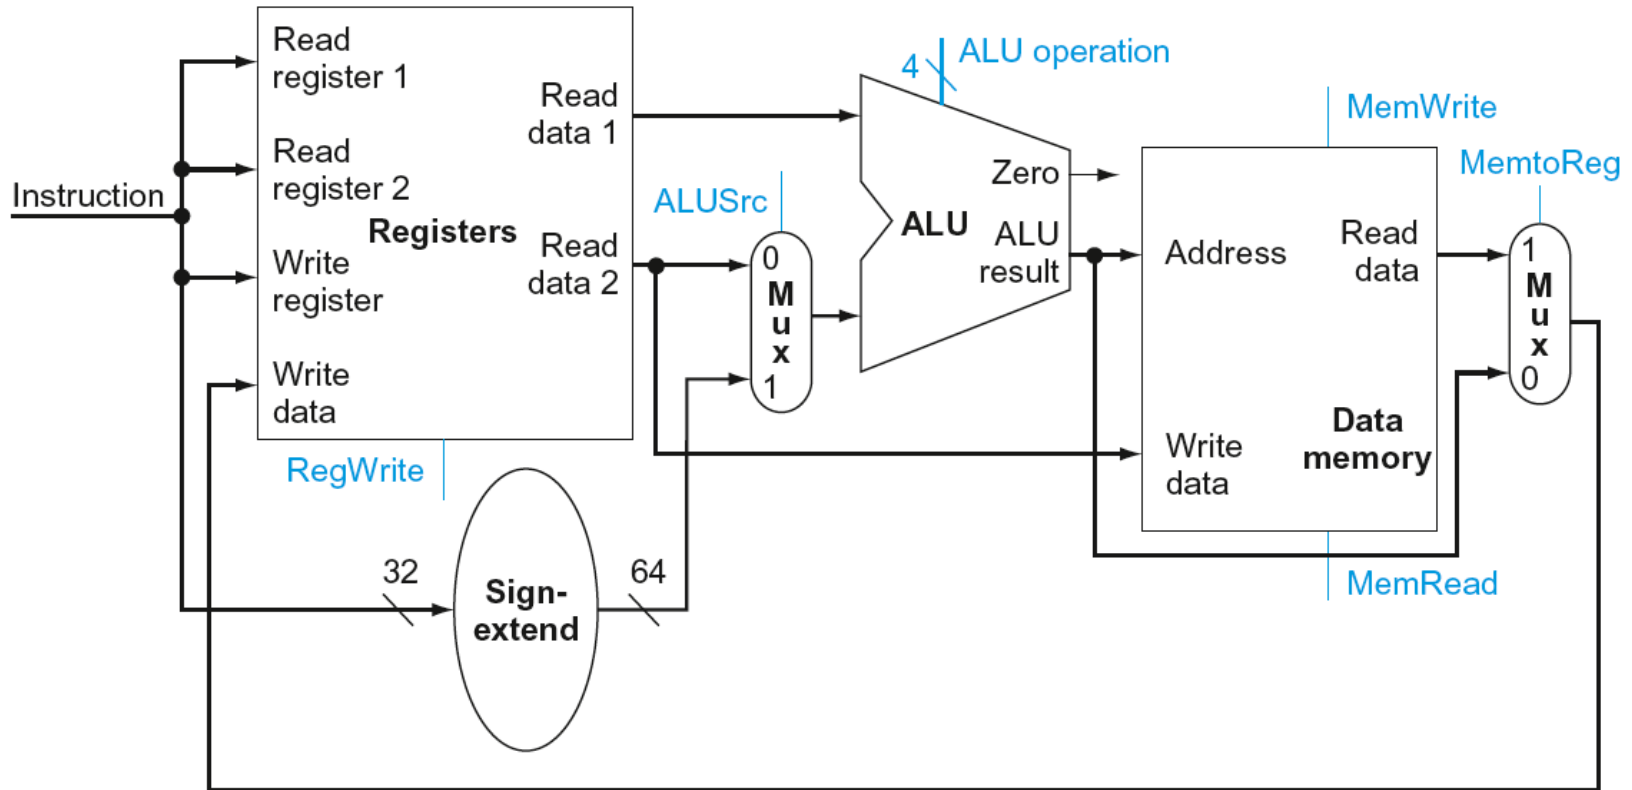 Instruction
Read
register 1
Read
register 2
Registers
Write
register
Write
data
Read
data 1
Read
data 2
RegWrite
32
Sign-
extend
64
ALUSrc
0
M
u
x
1
4
ALU operation
Zero
ALU
ALU
result
MemWrite
Address
Read
data
Write
data
Data
memory
MemRead
MemtoReg
1
M
u
x
0